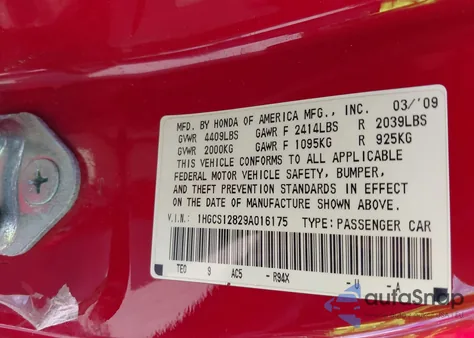 MFD. BY HONDA OF AMERICA MFG., INC. 03/'09
GVWR 4409LBS GAWR F 2414LBS R 2039LBS
GVWR 2000KG GAWR F 1095KG R 925KG
THIS VEHICLE CONFORMS TO ALL APPLICABLE
FEDERAL MOTOR VEHICLE SAFETY, BUMPER,
AND THEFT PREVENTION STANDARDS IN EFFECT
ON THE DATE OF MANUFACTURE SHOWN ABOVE.
V.I.N.: 1HGCS12829A016175 TYPE: PASSENGER CAR
TE0 9 AC5 - R94X -U -A
autoSnap